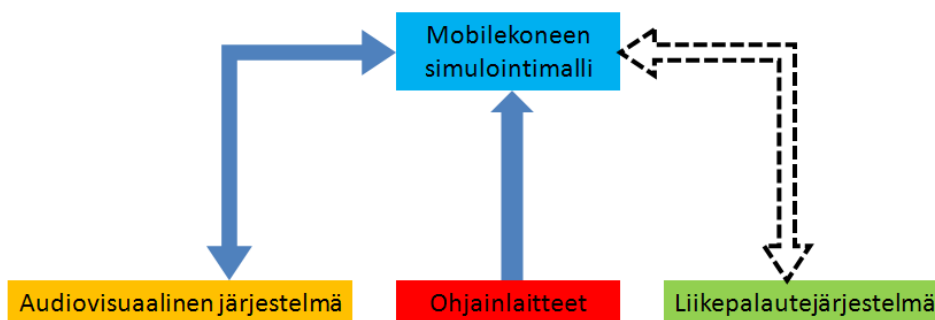 Mobilekoneen
simulointimalli
Audiovisuaalinen järjestelmä
Ohjainlaitteet
Liikepalautejärjestelmä